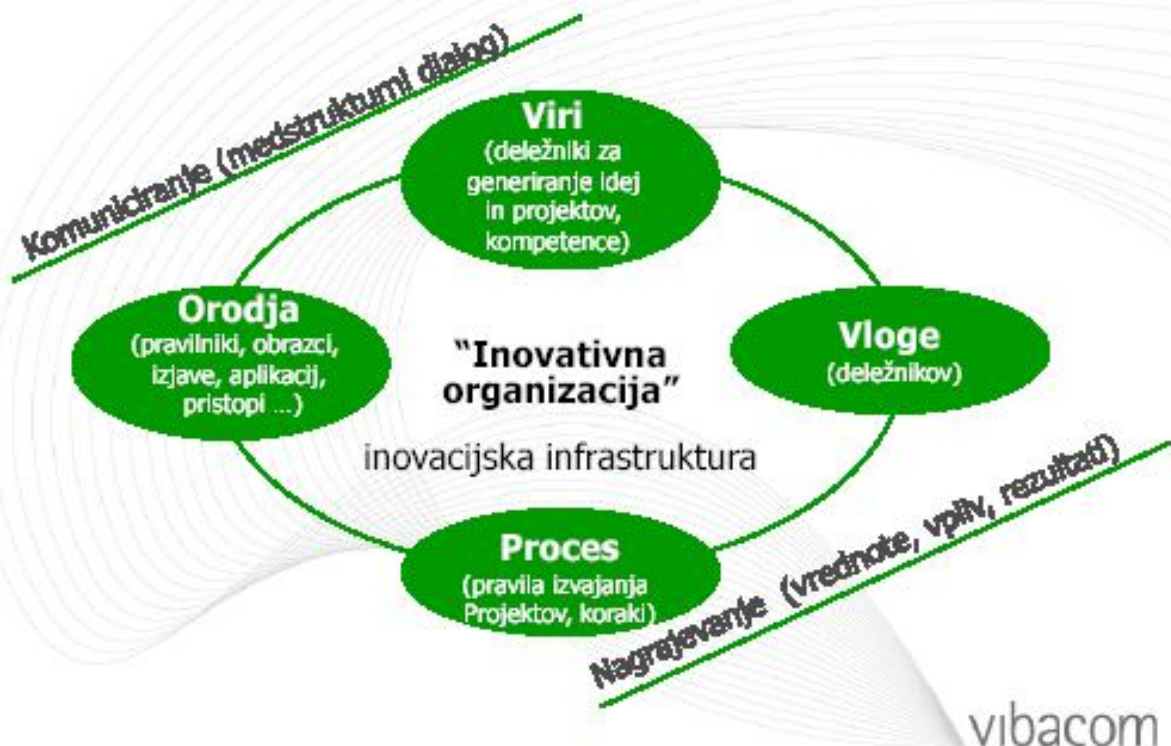 Komuniciranje (medstrukturni dialog)
Viri
(deležniki za
generiranje idej
in projektov,
kompetence)
Orodja
(pravilniki, obrazci,
izjave, aplikacij,
pristopi ...)
"Inovativna
organizacija"
inovacijska infrastruktura
Vloge
(deležnikov)
Proces
(pravila izvajanja
Projektov, koraki)
Nagrajevanje (vrednote, vpliv, rezultati)
vibacom